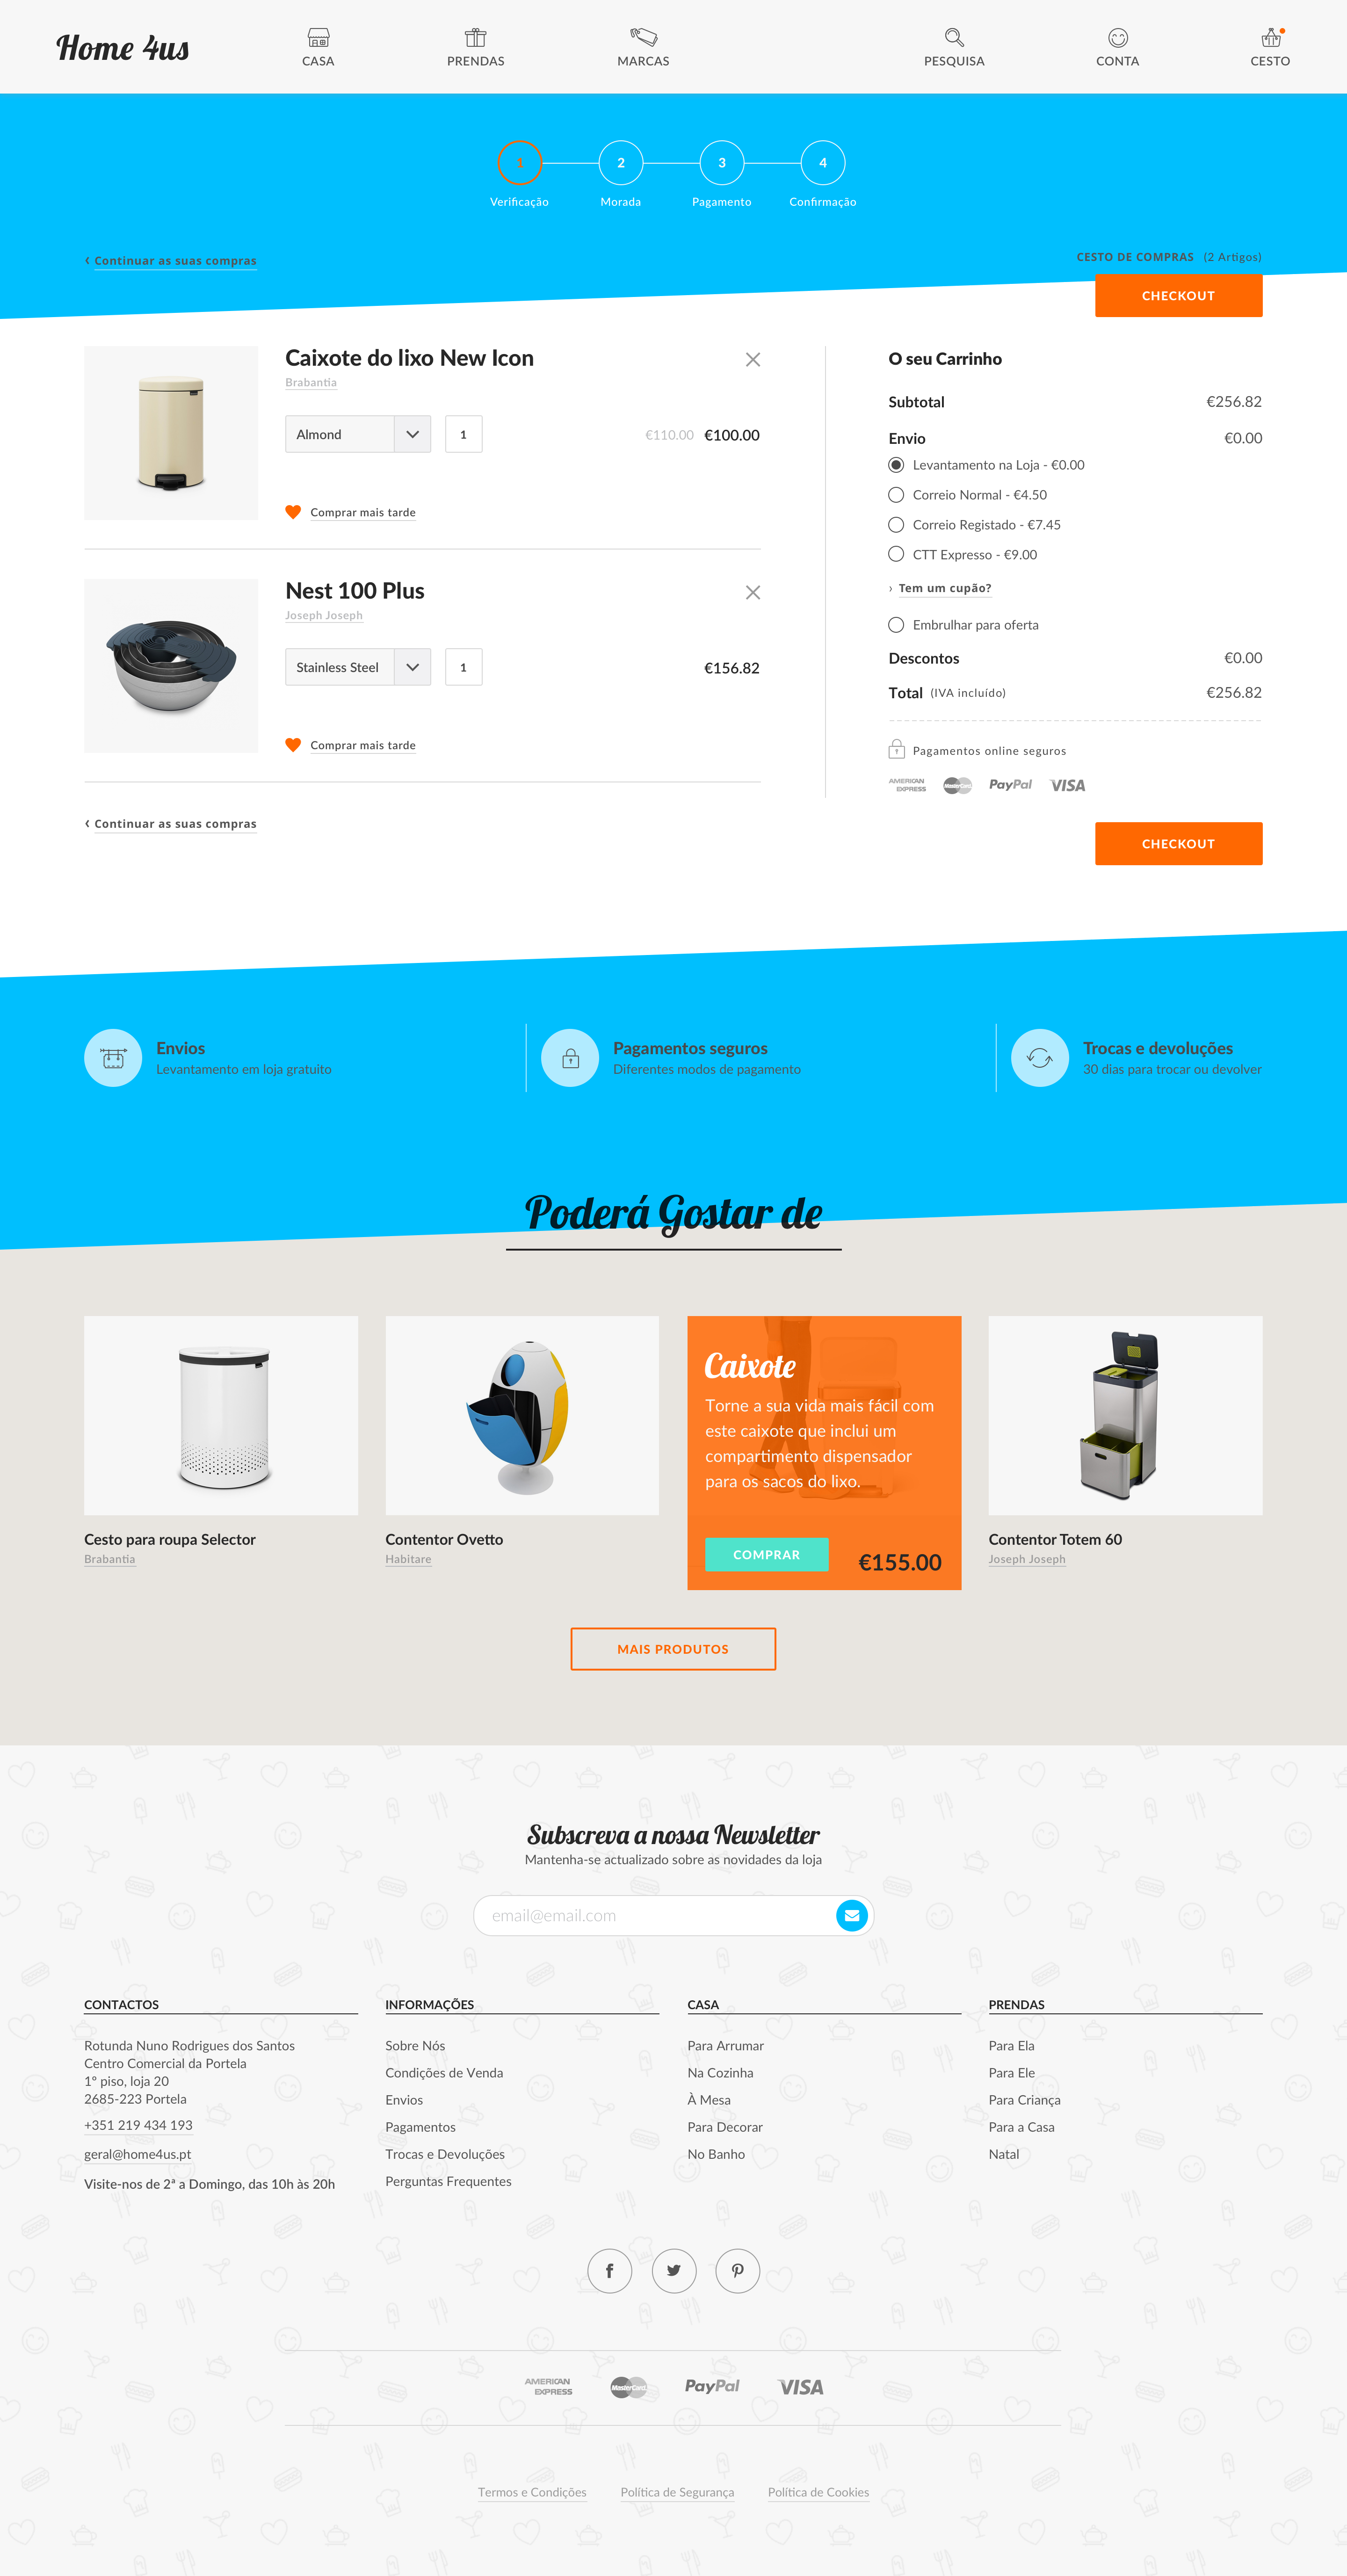 Home 4us
CASA
PRENDAS
MARCAS
PESQUISA
CONTA
CESTO
1
2
3
4
Verificação
Morada
Pagamento
Confirmação
Continuar as suas compras
CESTO DE COMPRAS (2 Artigos)
CHECKOUT
Caixote do lixo New Icon
Brabantia
Almond
1
€110.00 €100.00
Comprar mais tarde
Nest 100 Plus
Joseph Joseph
Stainless Steel
1
€156.82
Comprar mais tarde
Continuar as suas compras
O seu Carrinho
Subtotal €256.82
Envio €0.00
Levantamento na Loja - €0.00
Correio Normal - €4.50
Correio Registado - €7.45
CTT Expresso - €9.00
Tem um cupão?
Embrulhar para oferta
Descontos €0.00
Total (IVA incluído) €256.82
Pagamentos online seguros
AMERICAN EXPRESS
MasterCard
PayPal
VISA
CHECKOUT
Envios
Levantamento em loja gratuito
Pagamentos seguros
Diferentes modos de pagamento
Trocas e devoluções
30 dias para trocar ou devolver
Poderá Gostar de
Cesto para roupa Selector
Brabantia
Contentor Ovetto
Habitare
Caixote
Torne a sua vida mais fácil com
este caixote que inclui um
compartimento dispensador
para os sacos do lixo.
COMPRAR
€155.00
Contentor Totem 60
Joseph Joseph
MAIS PRODUTOS
Subscreva a nossa Newsletter
Mantenha-se actualizado sobre as novidades da loja
email@email.com
CONTACTOS
Rotunda Nuno Rodrigues dos Santos
Centro Comercial da Portela
1º piso, loja 20
2685-223 Portela
+351 219 434 193
geral@home4us.pt
Visite-nos de 2ª a Domingo, das 10h às 20h
INFORMAÇÕES
Sobre Nós
Condições de Venda
Envios
Pagamentos
Trocas e Devoluções
Perguntas Frequentes
CASA
Para Arrumar
Na Cozinha
À Mesa
Para Decorar
No Banho
PRENDAS
Para Ela
Para Ele
Para Criança
Para a Casa
Natal
AMERICAN EXPRESS
MasterCard
PayPal
VISA
Termos e Condições
Política de Segurança
Política de Cookies